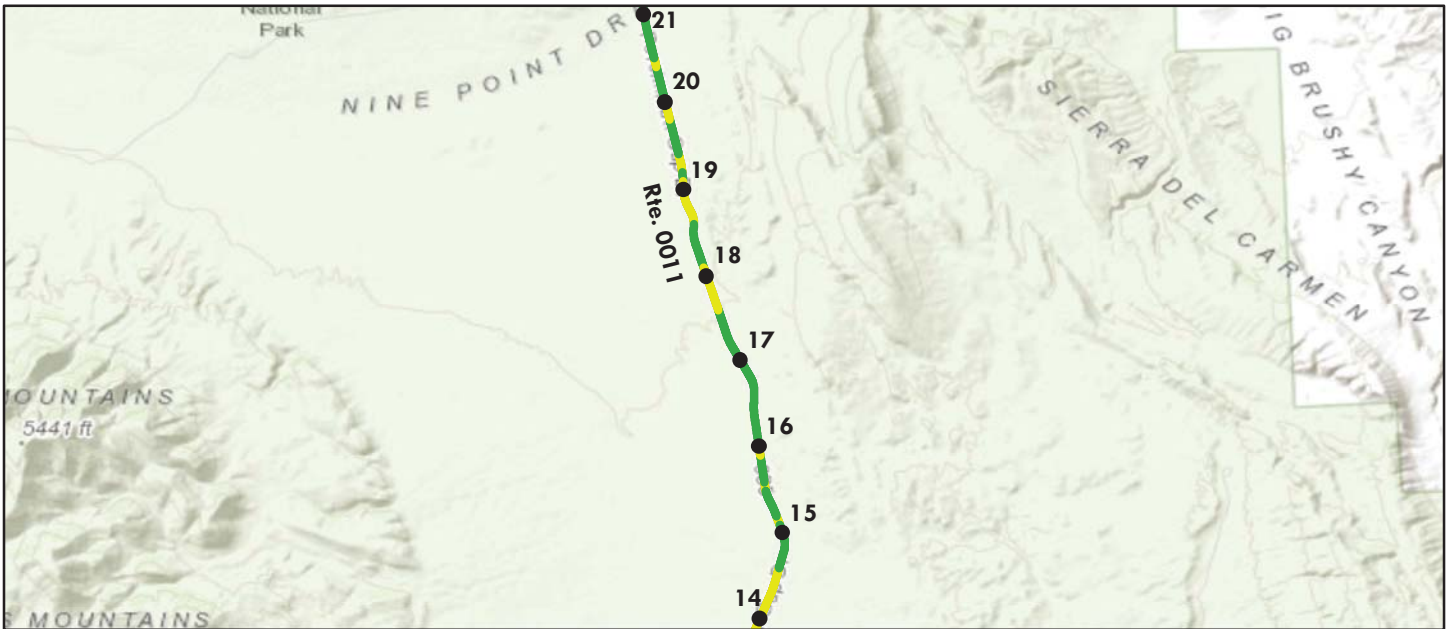 National
Park
21
NINE POINT DR
20
19
Rte. 0011
18
17
16
15
14
SIERRA DEL CARMEN
IG BRUSHY CANYON
OUNTAINS
5441 ft
S MOUNTAINS